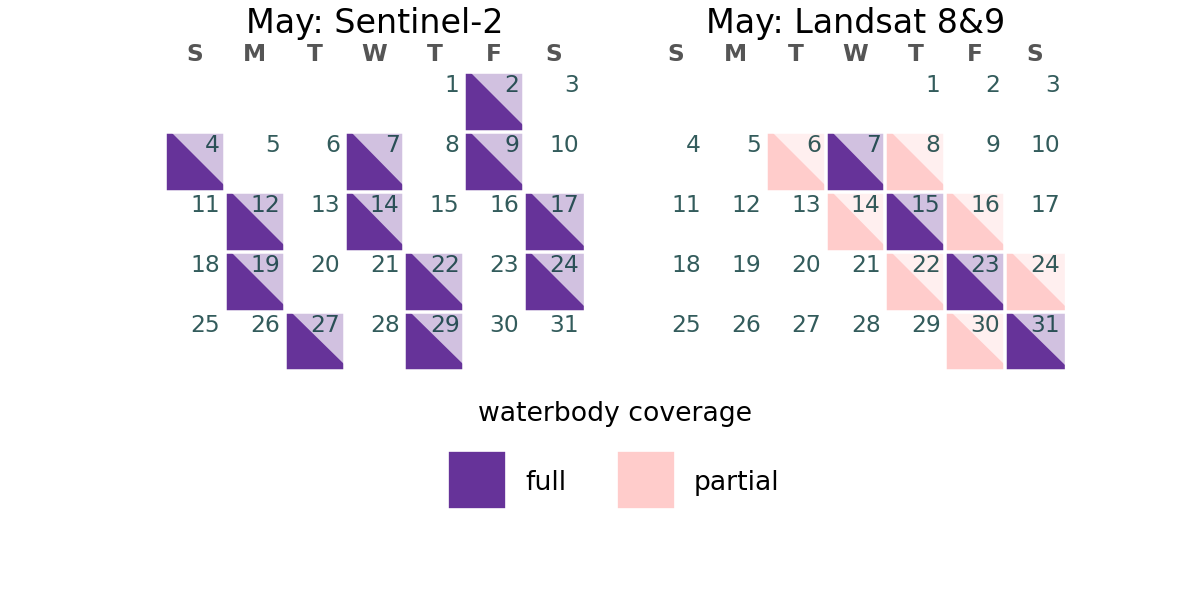 May: Sentinel-2
S M T W T F S
1 2 3
4 5 6 7 8 9 10
11 12 13 14 15 16 17
18 19 20 21 22 23 24
25 26 27 28 29 30 31
May: Landsat 8&9
S M T W T F S
1 2 3
4 5 6 7 8 9 10
11 12 13 14 15 16 17
18 19 20 21 22 23 24
25 26 27 28 29 30 31
waterbody coverage
full
partial